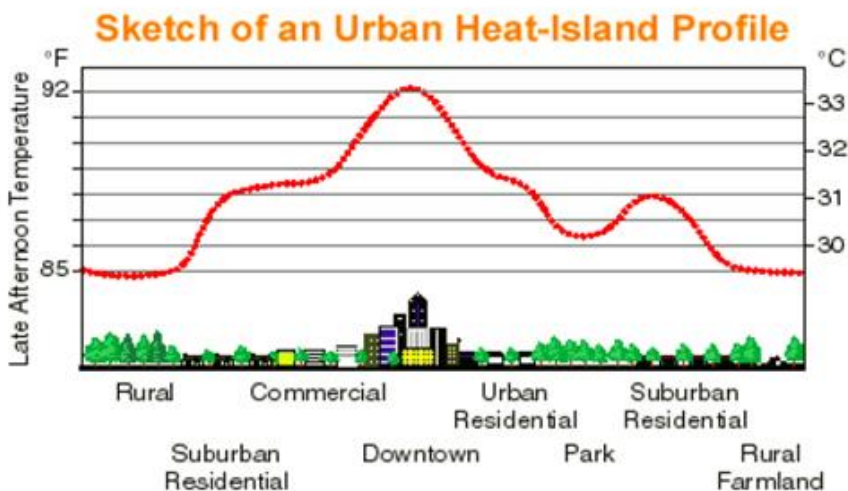 Sketch of an Urban Heat-Island Profile
°F
°C
92
85
33
32
31
30
Late Afternoon Temperature
Rural
Commercial
Urban
Residential
Suburban
Residential
Suburban
Residential
Downtown
Park
Rural
Farmland